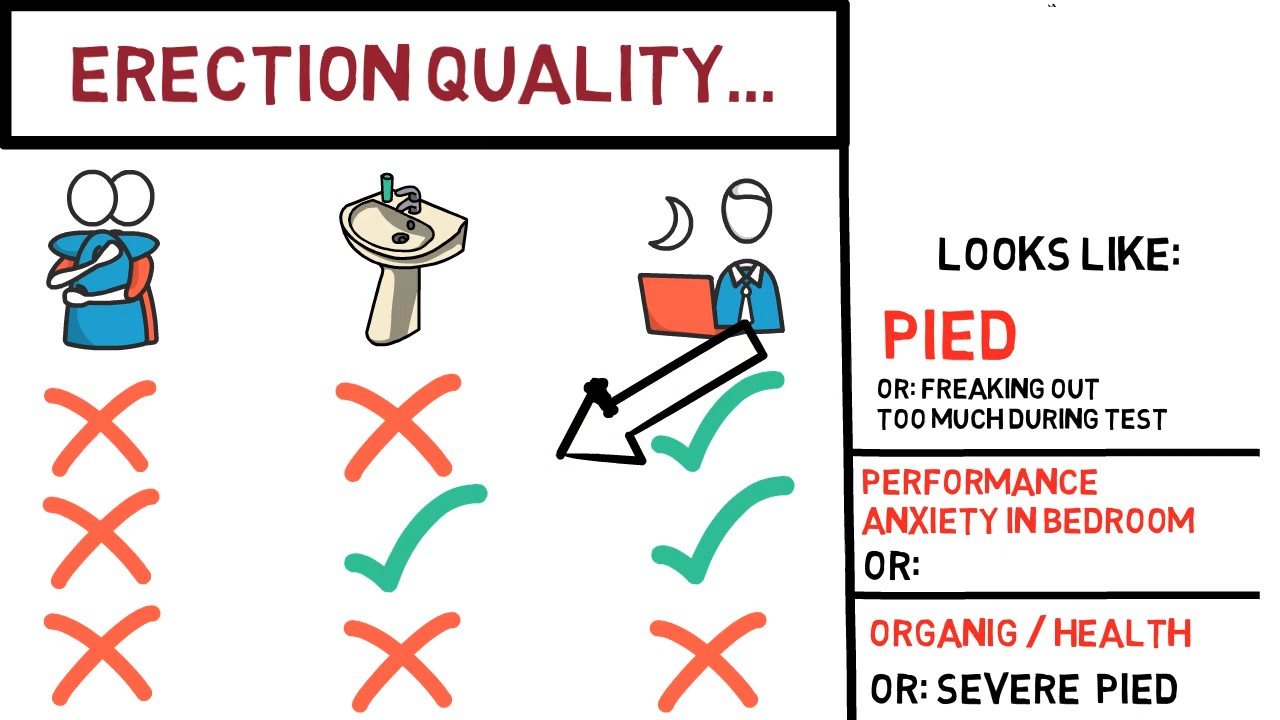 ERECTION QUALITY...
LOOKS LIKE:
PIED
OR: FREAKING OUT
TOO MUCH DURING TEST
PERFORMANCE
ANXIETY IN BEDROOM
OR:
ORGANIG / HEALTH
OR: SEVERE PIED